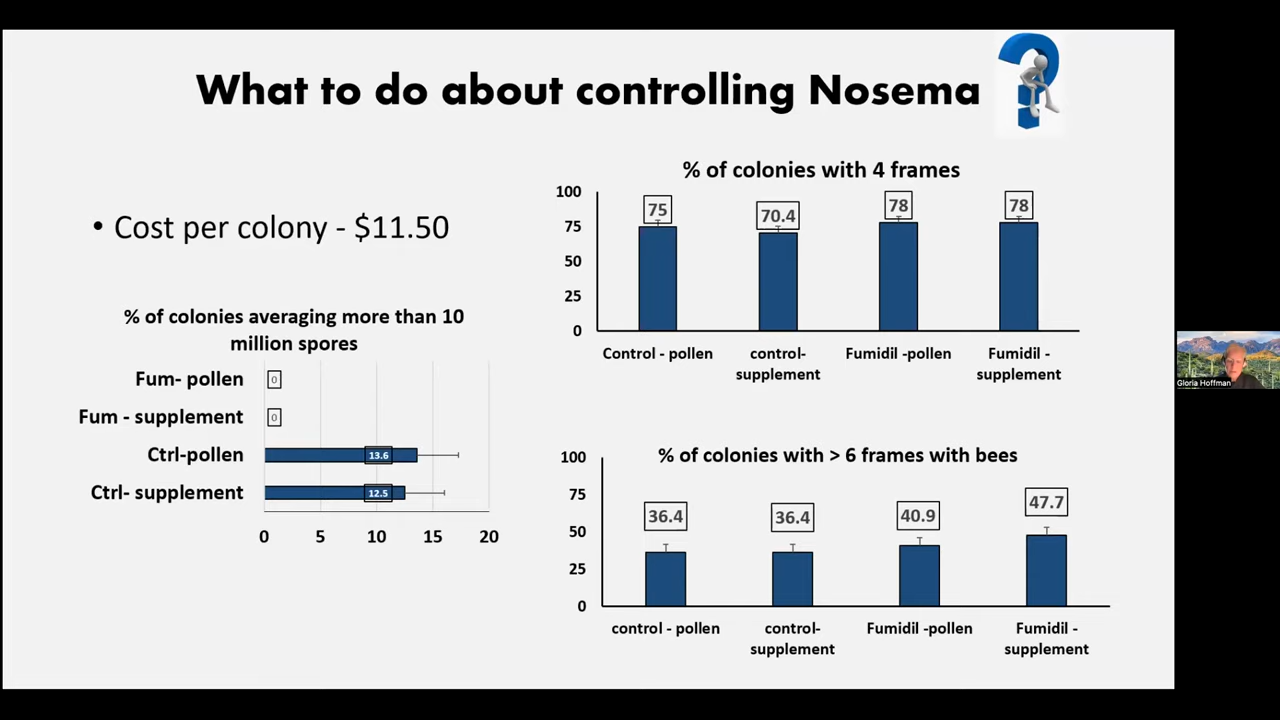 What to do about controlling Nosema
• Cost per colony - $11.50
% of colonies averaging more than 10
million spores
Fum- pollen
0
Fum - supplement
0
Ctrl-pollen
13.6
Ctrl- supplement
12.5
0 5 10 15 20
% of colonies with 4 frames
100
75
50
25
0
75
70.4
78
78
Control - pollen
control-
supplement
Fumidil -pollen
Fumidil -
supplement
% of colonies with > 6 frames with bees
100
75
50
25
0
36.4
36.4
40.9
47.7
control - pollen
control-
supplement
Fumidil -pollen
Fumidil -
supplement
Gloria Hoffman